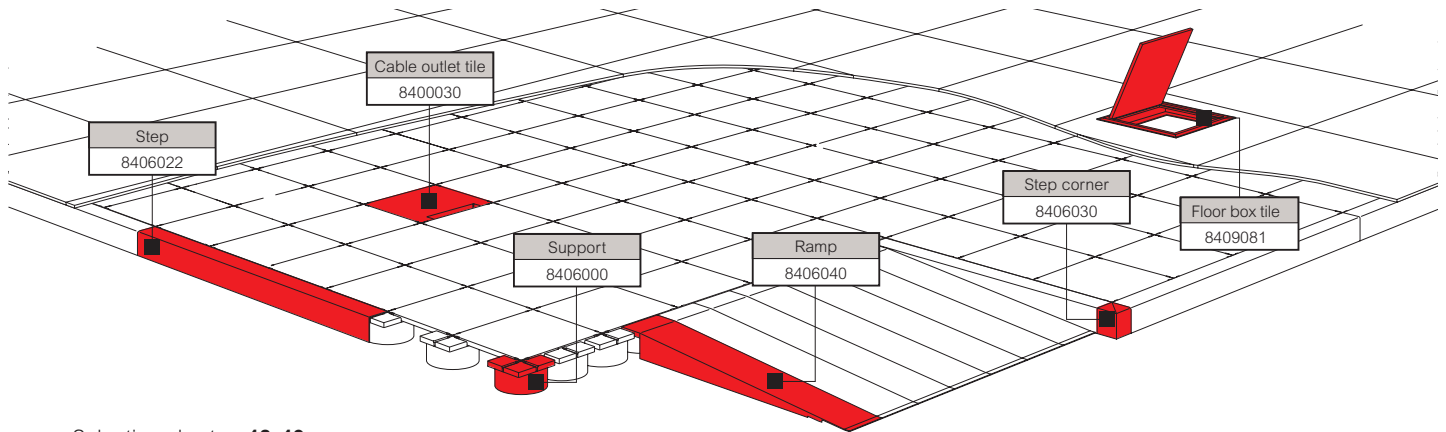 Cable outlet tile
8400030
Step
8406022
Step corner
8406030
Floor box tile
8409081
Support
8406000
Ramp
8406040